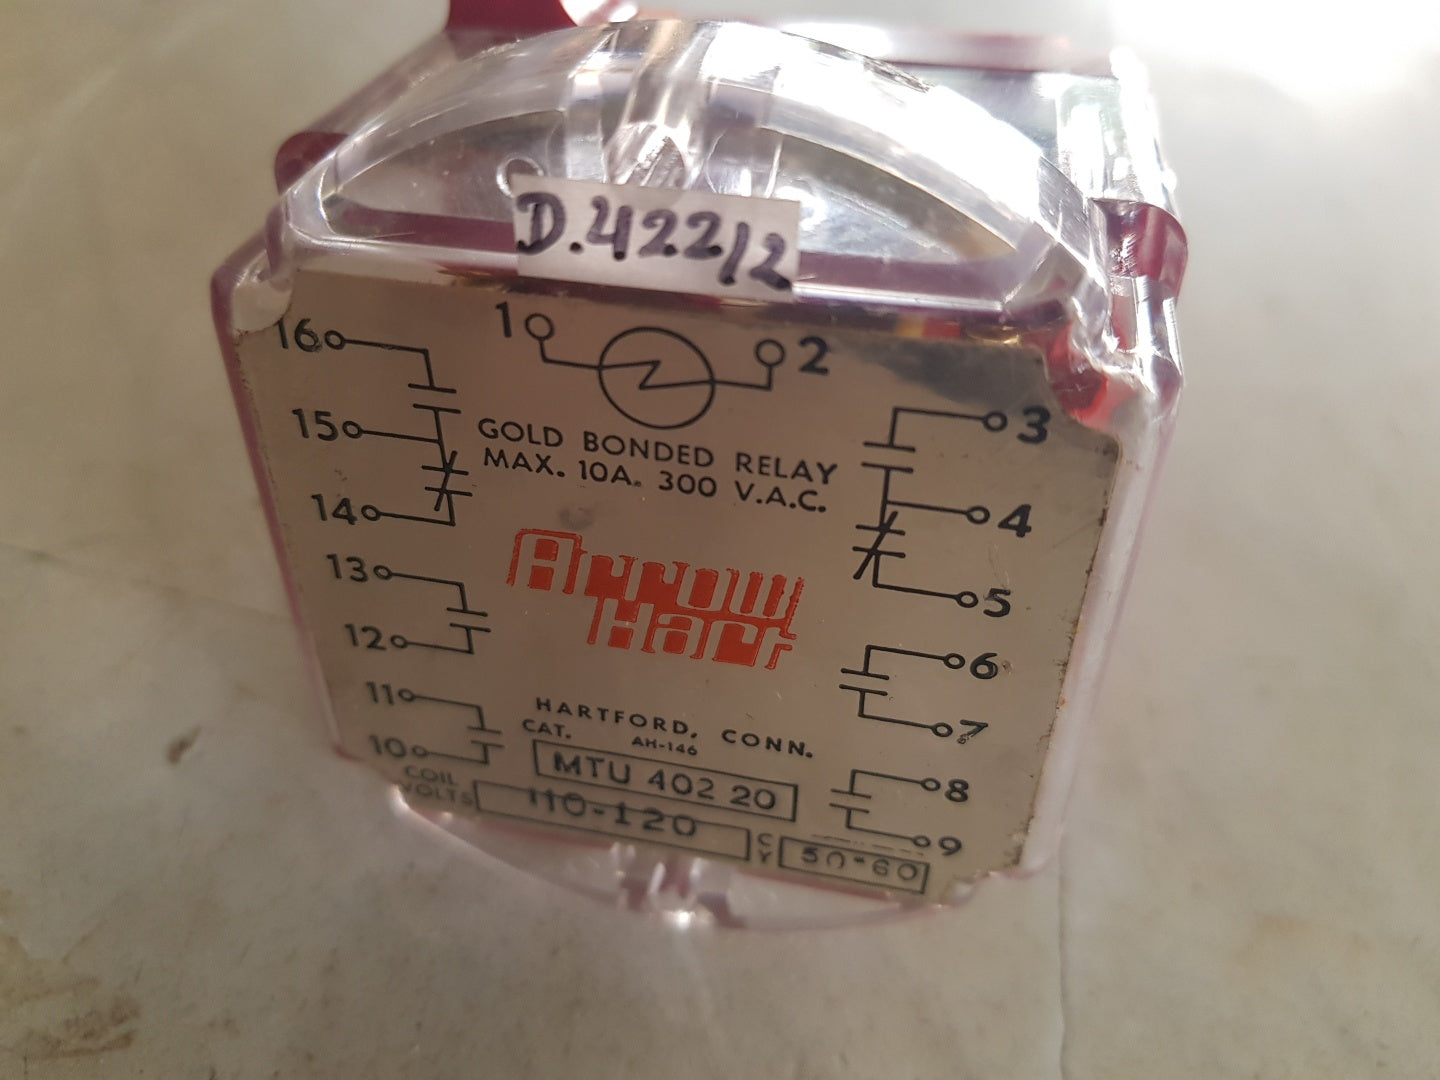 D.422/2
1 2
16
15
14
13
12
11
10
3
4
5
6
7
8
9
GOLD BONDED RELAY
MAX. 10A. 300 V.A.C.
Arrow
Hart
HARTFORD, CONN.
CAT. AH-146
MTU 402 20
COIL
VOLTS 110-120
CY 50-60